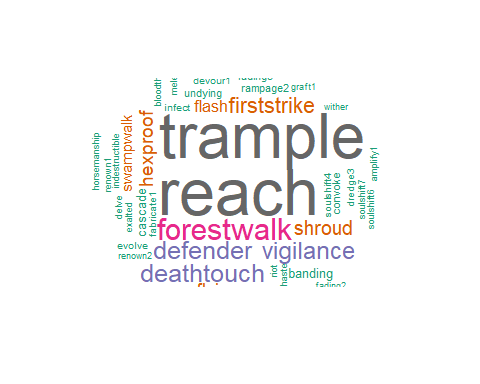 devour1
undying
rampage2
graft1
infect
flash
firststrike
wither
trample
hexproof
swampwalk
horsemanship
renown1
indestructible
reach
amplify1
dredge3
convoke
soulshift4
soulshift7
soulshift6
delve
exalted
cascade
fabricate1
forestwalk
shroud
evolve
renown2
defender
vigilance
deathtouch
riot
haste
banding